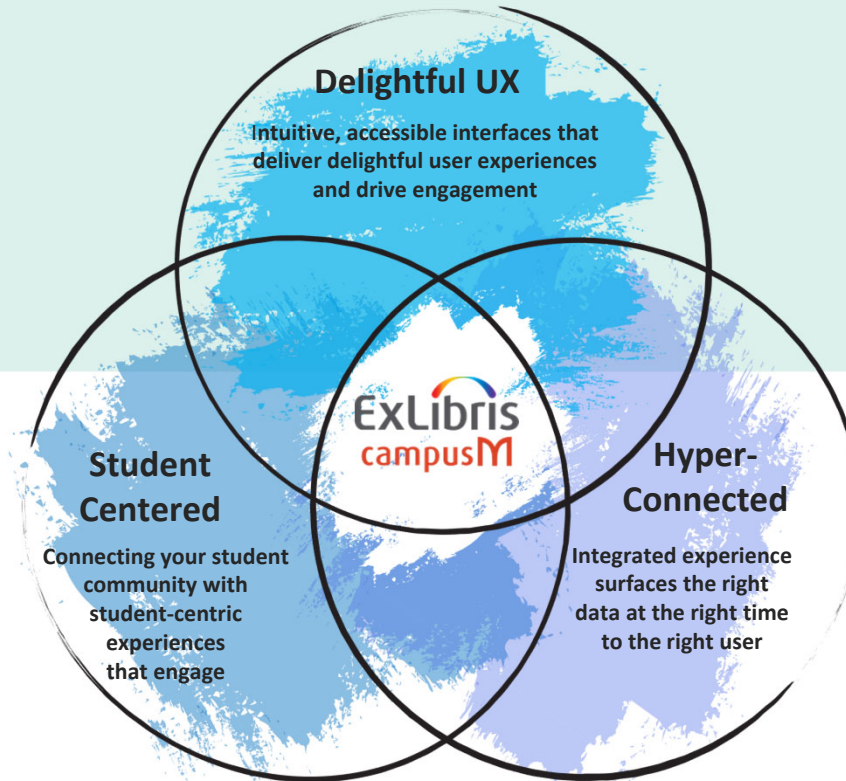 Delightful UX
Intuitive, accessible interfaces that
deliver delightful user experiences
and drive engagement
ExLibris
campusM
Student
Centered
Connecting your student
community with
student-centric
experiences
that engage
Hyper-
Connected
Integrated experience
surfaces the right
data at the right time
to the right user